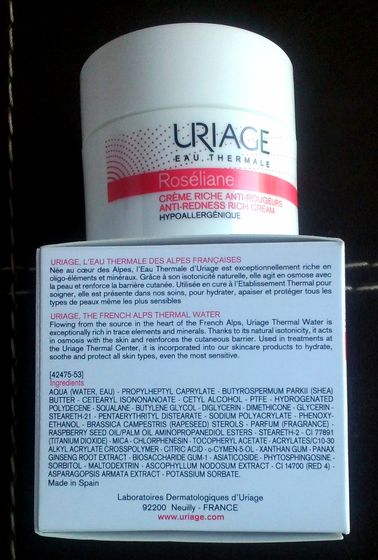 URIAGE
EAU THERMALE
Roséliane
CRÈME RICHE ANTI-ROUGEURS
ANTI-REDNESS RICH CREAM
HYPOALLERGÉNIQUE
URIAGE, L'EAU THERMALE DES ALPES FRANÇAISES
Née au cœur des Alpes, l'Eau Thermale d'Uriage est exceptionnellement riche en
oligo-éléments et minéraux. Grâce à son isotonicité naturelle, elle agit en osmose avec
la peau et renforce la barrière cutanée. Utilisée en cure à l'Etablissement Thermal pour
soigner, elle est présente dans nos soins, pour hydrater, apaiser et protéger tous les
types de peaux même les plus sensibles
URIAGE, THE FRENCH ALPS THERMAL WATER
Flowing from the source in the heart of the French Alps, Uriage Thermal Water is
exceptionally rich in trace elements and minerals. Thanks to its natural isotonicity, it acts
in osmosis with the skin and reinforces the cutaneous barrier. Used in treatments at
the Uriage Thermal Center, it is incorporated into our skincare products to hydrate,
soothe and protect all skin types, even the most sensitive.
[42475-53]
Ingredients
AQUA (WATER, EAU) - PROPYLHEPTYL CAPRYLATE - BUTYROSPERMUM PARKII (SHEA)
BUTTER - CETEARYL ISONONANOATE - CETYL ALCOHOL - PTFE - HYDROGENATED
POLYDECENE - SQUALANE - BUTYLENE GLYCOL - DIGLYCERIN - DIMETHICONE - GLYCERIN -
STEARETH-21 - PENTAERYTHRITYL DISTEARATE - SODIUM POLYACRYLATE - PHENOXY-
ETHANOL - BRASSICA CAMPESTRIS (RAPESEED) STEROLS - PARFUM (FRAGRANCE) -
RASPBERRY SEED OIL/PALM OIL AMINOPROPANEDIOL ESTERS - STEARETH-2 - CI 77891
(TITANIUM DIOXIDE) - MICA - CHLORPHENESIN - TOCOPHERYL ACETATE - ACRYLATES/C10-30
ALKYL ACRYLATE CROSSPOLYMER - CITRIC ACID - o-CYMEN-5-OL - XANTHAN GUM - PANAX
GINSENG ROOT EXTRACT - BIOSACCHARIDE GUM-1 - ASIATICOSIDE - PHYTOSPHINGOSINE -
SORBITOL - MALTODEXTRIN - ASCOPHYLLUM NODOSUM EXTRACT - CI 14700 (RED 4) -
ASPARAGOPSIS ARMATA EXTRACT - POTASSIUM SORBATE.
Made in Spain
Laboratoires Dermatologiques d'Uriage
92200 Neuilly - FRANCE
www.uriage.com